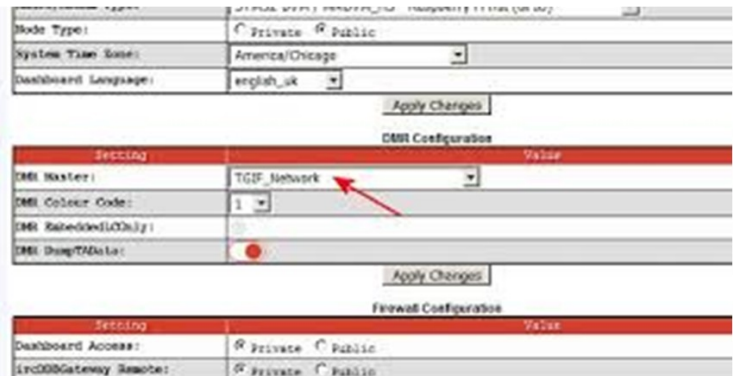 Node Type: Private Public
System Time Zone: America/Chicago
Dashboard Language: english_uk
Apply Changes
DMR Configuration
Setting Value
DMR Master: TGIF_Network
DMR Colour Code: 1
DMR EmbeddedLCOnly:
DMR DumpTAData:
Apply Changes
Firewall Configuration
Setting Value
Dashboard Access: Private Public
ircDDBGateway Remote: Private Public